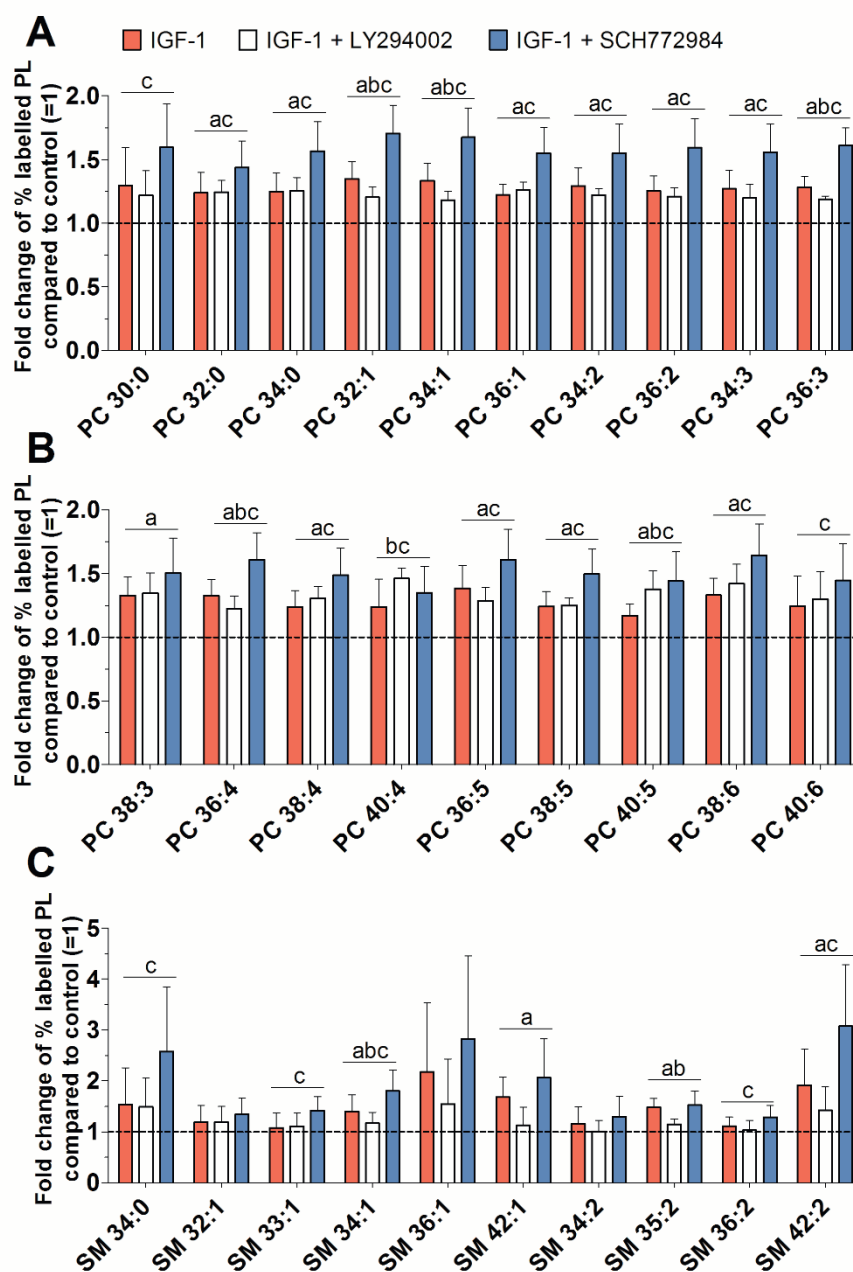 A
IGF-1 IGF-1 + LY294002 IGF-1 + SCH772984
Fold change of % labelled PL
compared to control (=1)
2.0
1.5
1.0
0.5
0.0
c ac ac abc abc ac ac ac ac abc
PC 30:0 PC 32:0 PC 34:0 PC 32:1 PC 34:1 PC 36:1 PC 34:2 PC 36:2 PC 34:3 PC 36:3
B
Fold change of % labelled PL
compared to control (=1)
2.0
1.5
1.0
0.5
0.0
a abc ac bc ac ac abc ac c
PC 38:3 PC 36:4 PC 38:4 PC 40:4 PC 36:5 PC 38:5 PC 40:5 PC 38:6 PC 40:6
C
Fold change of % labelled PL
compared to control (=1)
5
4
3
2
1
0
c c abc a ab c ac
SM 34:0 SM 32:1 SM 33:1 SM 34:1 SM 36:1 SM 42:1 SM 34:2 SM 35:2 SM 36:2 SM 42:2